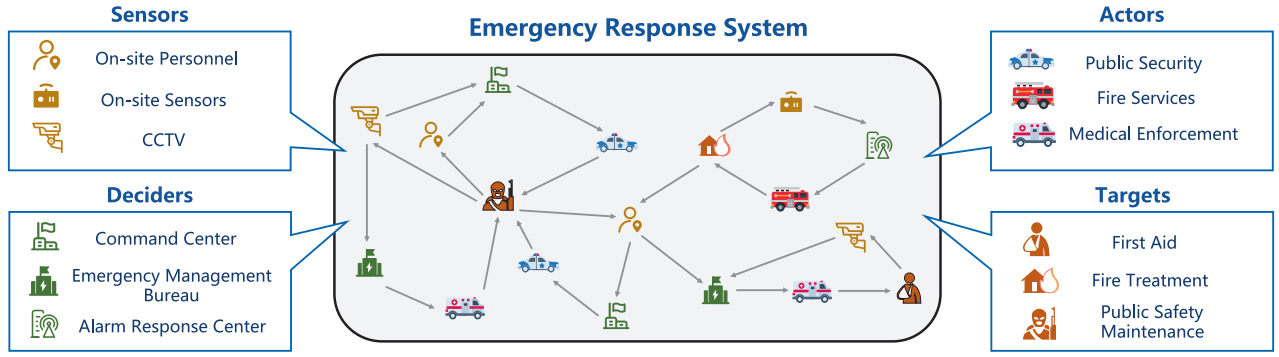 Sensors
On-site Personnel
On-site Sensors
CCTV
Deciders
Command Center
Emergency Management
Bureau
Alarm Response Center
Emergency Response System
Actors
Public Security
Fire Services
Medical Enforcement
Targets
First Aid
Fire Treatment
Public Safety
Maintenance